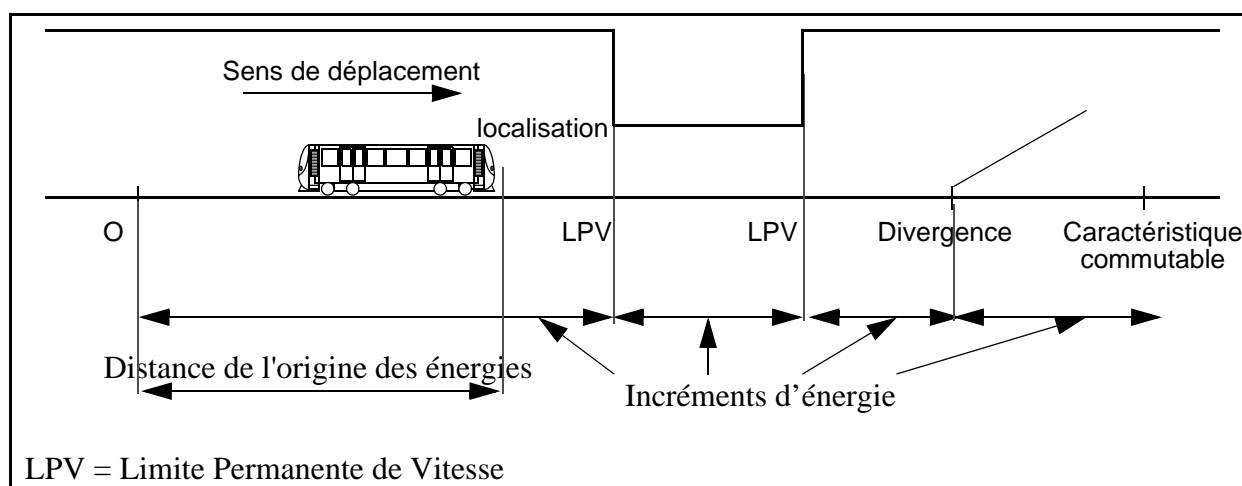 Sens de déplacement
localisation
O
LPV
LPV
Divergence
Caractéristique
commutable
Distance de l'origine des énergies
Incréments d’énergie
LPV = Limite Permanente de Vitesse